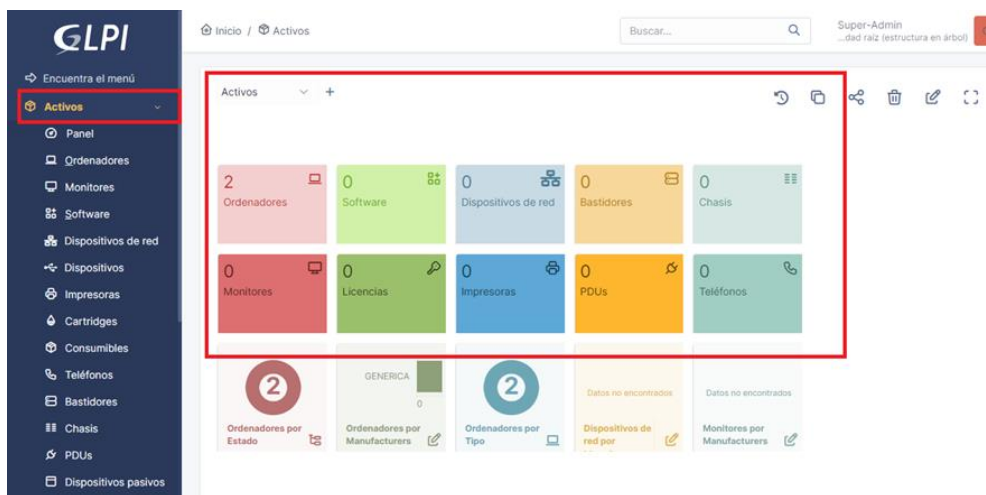 GLPI
Inicio / Activos
Buscar...
Super-Admin
...dad raíz (estructura en árbol)
Encuentra el menú
Activos
Panel
Ordenadores
Monitores
Software
Dispositivos de red
Dispositivos
Impresoras
Cartridges
Consumibles
Teléfonos
Bastidores
Chasis
PDUs
Dispositivos pasivos
Activos
2
Ordenadores
0
Software
0
Dispositivos de red
0
Bastidores
0
Chasis
0
Monitores
0
Licencias
0
Impresoras
0
PDUs
0
Teléfonos
2
Ordenadores por
Estado
GENERICA
0
Ordenadores por
Manufacturers
2
Ordenadores por
Tipo
Datos no encontrados
Dispositivos de
red por
Datos no encontrados
Monitores por
Manufacturers